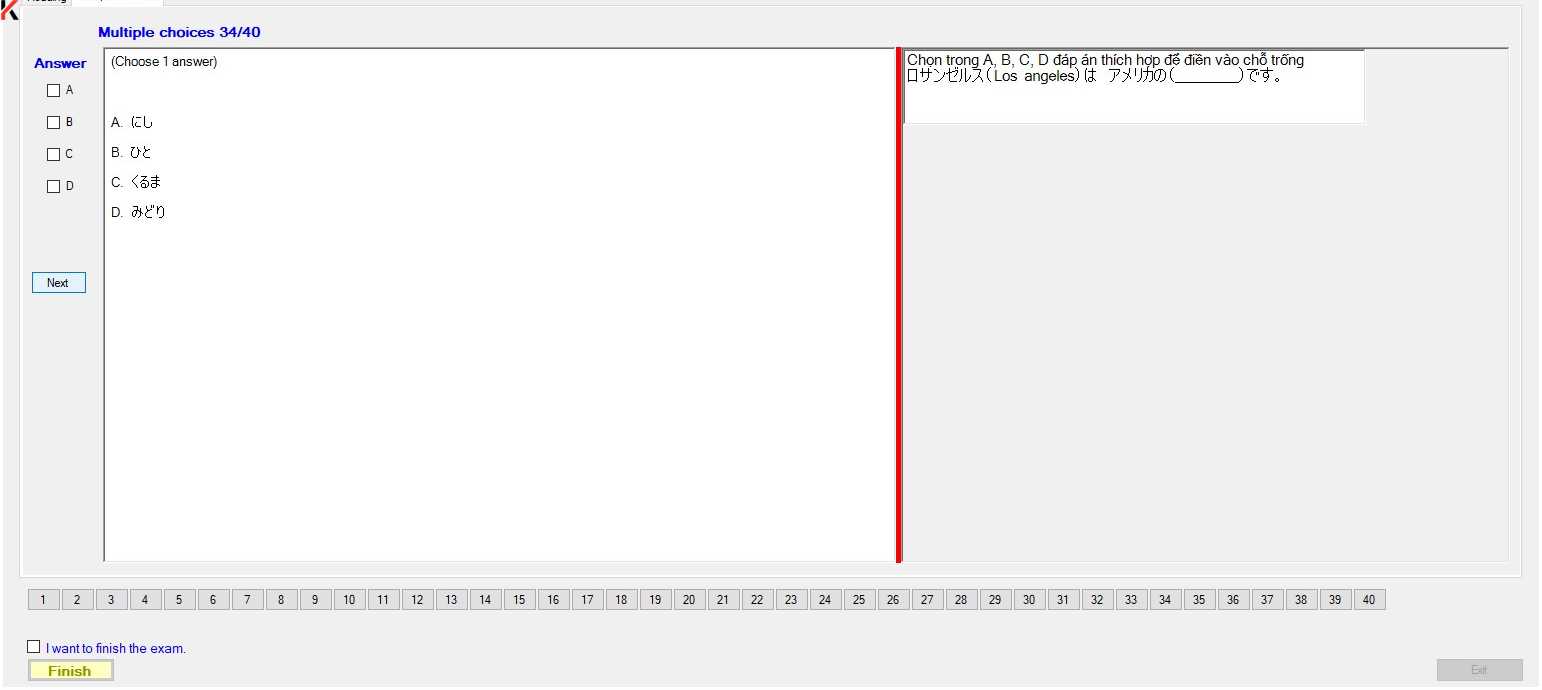 Multiple choices 34/40
Answer
A
B
C
D
Next
(Choose 1 answer)
A. にし
B. ひと
C. くるま
D. みどり
Chọn trong A, B, C, D đáp án thích hợp để điền vào chỗ trống
ロサンゼルス(Los angeles)は アメリカの(________)です。
1 2 3 4 5 6 7 8 9 10 11 12 13 14 15 16 17 18 19 20 21 22 23 24 25 26 27 28 29 30 31 32 33 34 35 36 37 38 39 40
I want to finish the exam.
Finish
Exit